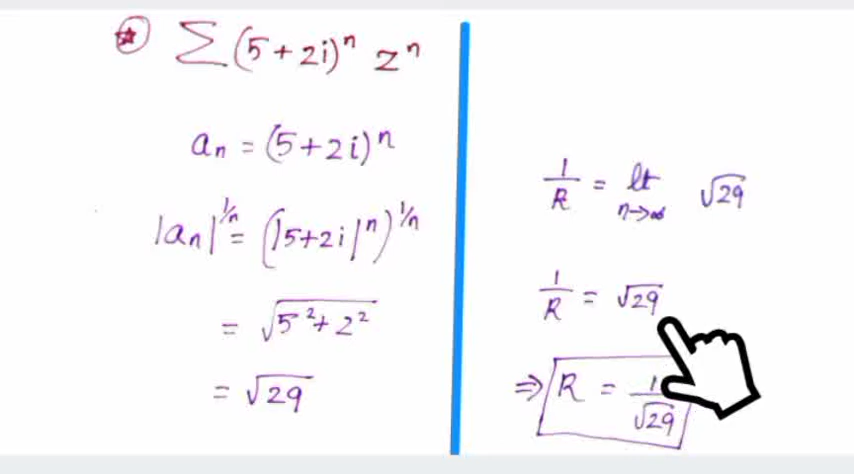 ∑ (5+2i)^n z^n
a_n = (5+2i)^n
|a_n|^{1/n} = (|5+2i|^n)^{1/n}
= √(5²+2²)
= √29
1/R = lt_{n→∞} √29
1/R = √29
⇒ R = 1/√29